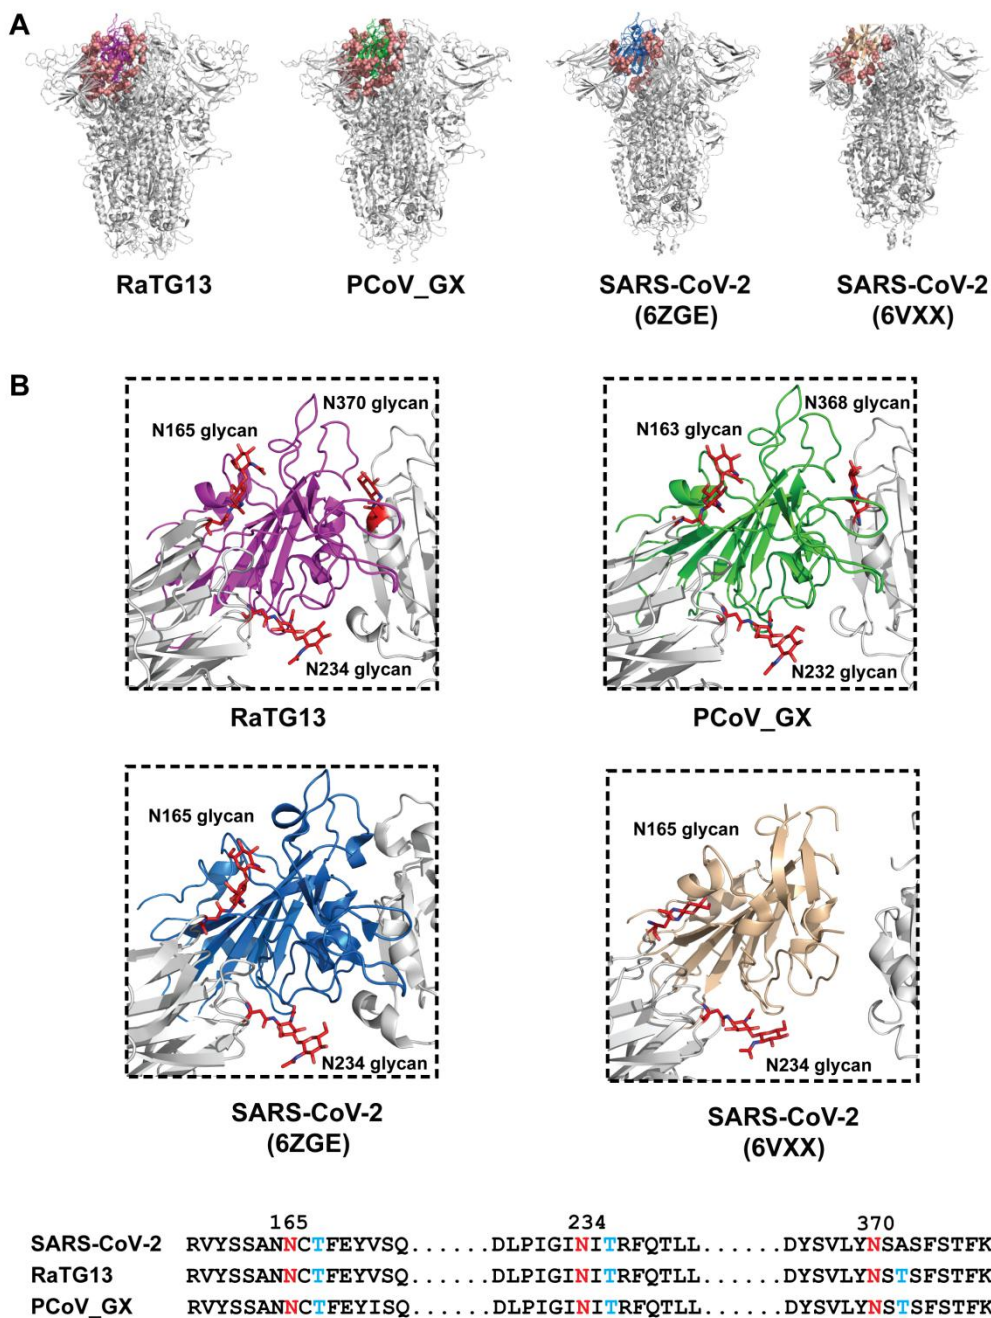 A
RaTG13
PCoV_GX
SARS-CoV-2
(6ZGE)
SARS-CoV-2
(6VXX)
B
N370 glycan
N165 glycan
N234 glycan
RaTG13
N368 glycan
N163 glycan
N232 glycan
PCoV_GX
N165 glycan
N234 glycan
SARS-CoV-2
(6ZGE)
N165 glycan
N234 glycan
SARS-CoV-2
(6VXX)
165 234 370
SARS-CoV-2 RVYSSANNCTFEYVSQ......DLPIGINITRFQTLL......DYSVLYNSASFSTFK
RaTG13 RVYSSANNCTFEYVSQ......DLPIGINITRFQTLL......DYSVLYNSTSFSTFK
PCoV_GX RVYSSANNCTFEYISQ......DLPIGINITRFQTLL......DYSVLYNSTSFSTFK